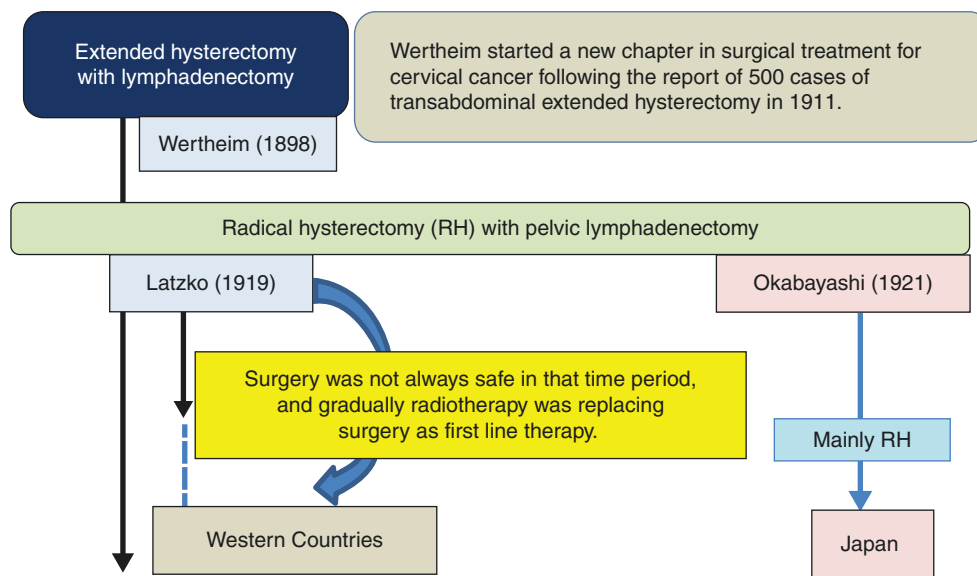 Extended hysterectomy
with lymphadenectomy
Wertheim started a new chapter in surgical treatment for
cervical cancer following the report of 500 cases of
transabdominal extended hysterectomy in 1911.
Wertheim (1898)
Radical hysterectomy (RH) with pelvic lymphadenectomy
Latzko (1919)
Okabayashi (1921)
Surgery was not always safe in that time period,
and gradually radiotherapy was replacing
surgery as first line therapy.
Mainly RH
Western Countries
Japan